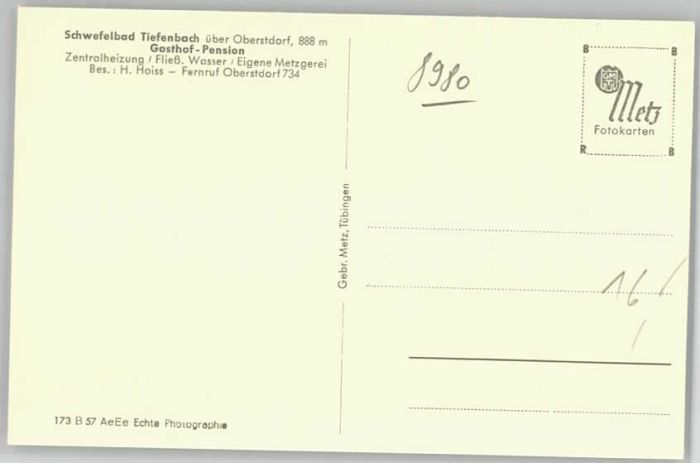 Schwefelbad Tiefenbach über Oberstdorf, 888 m
Gasthof-Pension
Zentralheizung / Fließ. Wasser / Eigene Metzgerei
Bes.: H. Hoiss – Fernruf Oberstdorf 734
8980
B B
Metz
Fotokarten
R B
Gebr. Metz, Tübingen
16/
173 B 57 AeEe Echte Photographie